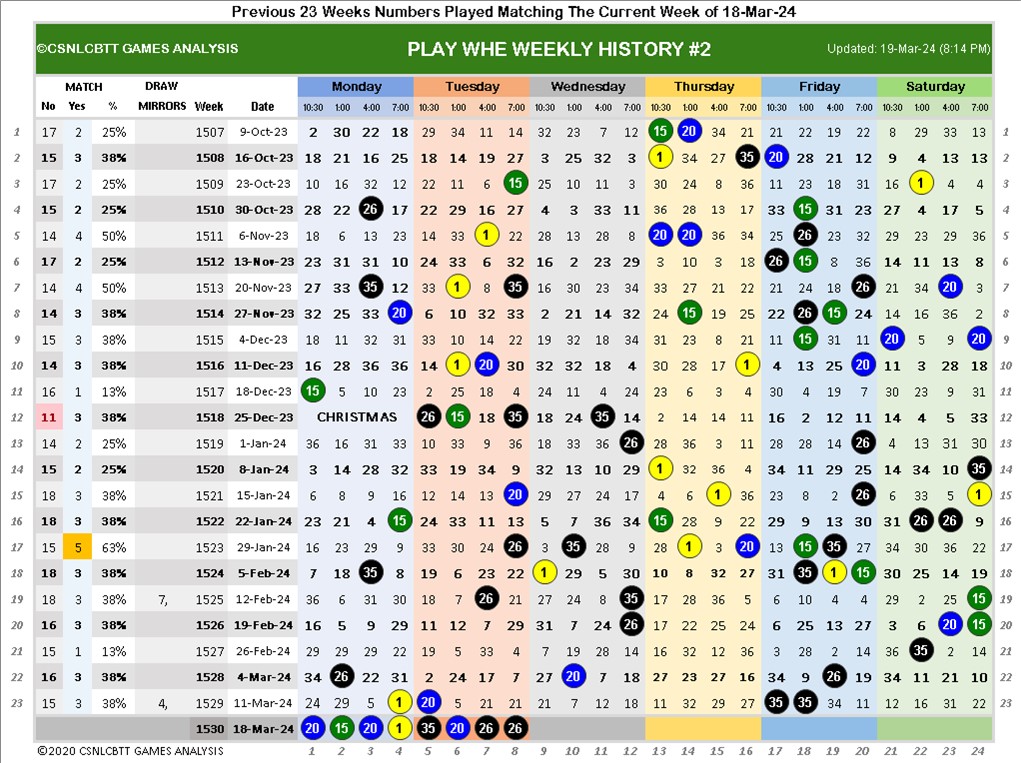 Previous 23 Weeks Numbers Played Matching The Current Week of 18-Mar-24
©CSNLCBTT GAMES ANALYSIS PLAY WHE WEEKLY HISTORY #2 Updated: 19-Mar-24 (8:14 PM)
MATCH DRAW Monday Tuesday Wednesday Thursday Friday Saturday
No Yes % MIRRORS Week Date 10:30 1:00 4:00 7:00 10:30 1:00 4:00 7:00 10:30 1:00 4:00 7:00 10:30 1:00 4:00 7:00 10:30 1:00 4:00 7:00 10:30 1:00 4:00 7:00
1 17 2 25% 1507 9-Oct-23 2 30 22 18 29 34 11 14 32 23 7 12 15 20 34 21 21 22 19 22 8 29 33 13 1
2 15 3 38% 1508 16-Oct-23 18 21 16 25 18 14 19 27 3 25 32 3 1 34 27 35 20 28 21 12 9 4 13 13 2
3 17 2 25% 1509 23-Oct-23 10 16 32 12 22 11 6 15 25 10 11 3 30 24 8 36 11 23 18 31 16 1 4 4 3
4 15 2 25% 1510 30-Oct-23 28 22 26 17 22 29 16 27 4 3 33 11 36 28 13 17 33 15 31 23 27 4 17 5 4
5 14 4 50% 1511 6-Nov-23 18 6 13 23 14 33 1 22 28 13 28 8 20 20 36 34 25 26 23 32 29 23 29 36 5
6 17 2 25% 1512 13-Nov-23 23 31 31 10 24 33 6 32 16 2 23 29 3 10 3 18 26 15 8 36 14 11 13 8 6
7 14 4 50% 1513 20-Nov-23 27 33 35 12 33 1 8 35 16 30 23 34 33 27 21 22 21 24 18 26 21 34 20 3 7
8 14 3 38% 1514 27-Nov-23 32 25 33 20 6 10 32 33 2 21 14 32 24 15 19 25 22 26 15 24 14 16 36 2 8
9 15 3 38% 1515 4-Dec-23 18 11 32 31 33 10 14 22 19 32 18 34 31 23 8 21 11 15 31 11 20 5 9 20 9
10 14 3 38% 1516 11-Dec-23 16 28 36 36 14 1 20 30 32 32 18 4 30 28 17 1 4 13 25 20 11 3 28 18 10
11 16 1 13% 1517 18-Dec-23 15 5 10 23 2 25 18 4 24 11 4 24 23 6 3 4 30 4 19 7 9 31 30 9 11
12 11 3 38% 1518 25-Dec-23 CHRISTMAS 26 15 18 35 18 24 35 14 2 14 14 11 16 2 12 11 14 4 5 33 12
13 14 2 25% 1519 1-Jan-24 36 16 31 33 10 33 9 36 18 33 36 26 28 36 3 11 28 28 14 26 4 13 31 30 13
14 15 2 25% 1520 8-Jan-24 3 14 28 32 33 19 34 9 32 13 10 29 1 32 36 4 34 11 29 25 14 34 10 35 14
15 18 3 38% 1521 15-Jan-24 6 8 9 16 12 14 13 20 29 27 24 17 4 6 1 15 23 8 2 26 6 33 5 1 15
16 18 3 38% 1522 22-Jan-24 23 21 4 15 24 33 11 13 5 7 36 34 15 28 9 22 29 9 13 30 31 26 26 9 16
17 15 5 63% 1523 29-Jan-24 16 23 29 9 33 30 24 26 3 35 28 9 28 1 3 20 13 15 35 27 34 30 36 22 17
18 18 3 38% 1524 5-Feb-24 7 18 35 8 19 6 23 22 1 29 5 30 10 8 32 27 31 35 1 15 30 25 14 19 18
19 18 3 38% 7, 1525 12-Feb-24 36 6 31 30 18 7 26 21 27 24 8 35 17 28 36 5 6 10 4 4 29 2 25 15 19
20 16 3 38% 1526 19-Feb-24 16 5 9 29 11 12 7 29 31 7 24 26 17 22 25 24 6 25 13 27 3 6 20 15 20
21 15 1 13% 1527 26-Feb-24 29 29 29 22 19 5 33 4 7 19 28 14 16 21 36 17 3 28 2 21 36 35 2 14 21
22 16 3 38% 1528 4-Mar-24 34 26 31 2 2 24 17 7 27 20 7 18 27 23 27 16 34 9 26 19 34 11 21 10 22
23 15 3 38% 4, 1529 11-Mar-24 24 29 5 1 20 5 21 21 21 7 12 18 11 32 29 27 35 35 34 11 12 16 31 22 23
1530 18-Mar-24 20 15 20 1 35 20 26 26
©2020 CSNLCBTT GAMES ANALYSIS 1 2 3 4 5 6 7 8 9 10 11 12 13 14 15 16 17 18 19 20 21 22 23 24